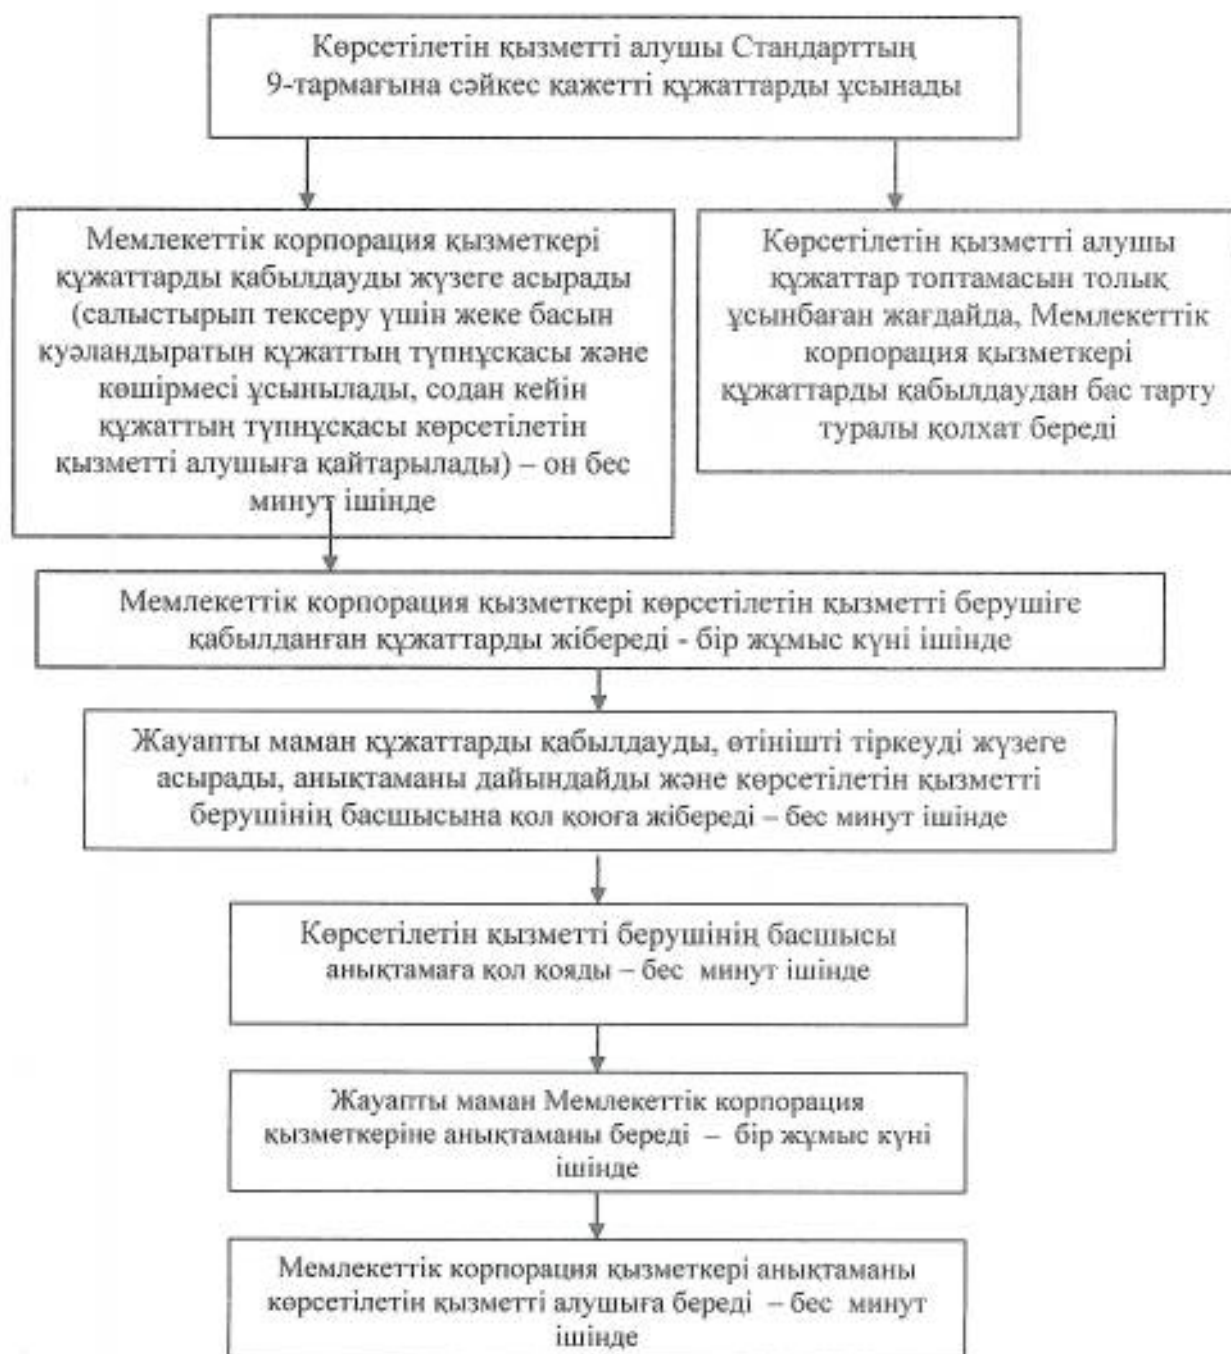 Көрсетілетін қызметті алушы Стандарттың
9-тармағына сәйкес қажетті құжаттарды ұсынады
Мемлекеттік корпорация қызметкері
құжаттарды қабылдауды жүзеге асырады
(салыстырып тексеру үшін жеке басын
куәландыратын құжаттың түпнұсқасы және
көшірмесі ұсынылады, содан кейін
құжаттың түпнұсқасы көрсетілетін
қызметті алушыға қайтарылады) – он бес
минут ішінде
Көрсетілетін қызметті алушы
құжаттар топтамасын толық
ұсынбаған жағдайда, Мемлекеттік
корпорация қызметкері
құжаттарды қабылдаудан бас тарту
туралы қолхат береді
Мемлекеттік корпорация қызметкері көрсетілетін қызметті берушіге
қабылданған құжаттарды жібереді - бір жұмыс күні ішінде
Жауапты маман құжаттарды қабылдауды, өтінішті тіркеуді жүзеге
асырады, анықтаманы дайындайды және көрсетілетін қызметті
берушінің басшысына қол қоюға жібереді – бес минут ішінде
Көрсетілетін қызметті берушінің басшысы
анықтамаға қол қояды – бес минут ішінде
Жауапты маман Мемлекеттік корпорация
қызметкеріне анықтаманы береді – бір жұмыс күні
ішінде
Мемлекеттік корпорация қызметкері анықтаманы
көрсетілетін қызметті алушыға береді – бес минут
ішінде